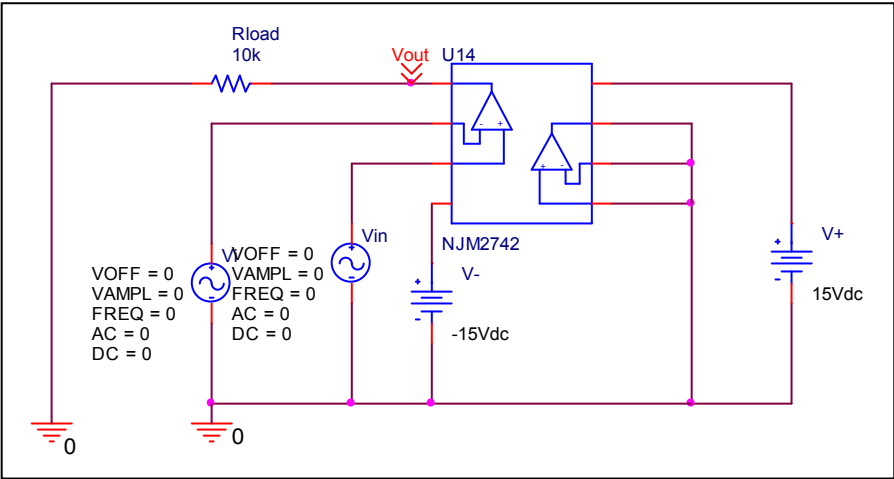 Rload
10k
Vout
U14
-
+
+
-
NJM2742
V1
VOFF = 0
VAMPL = 0
FREQ = 0
AC = 0
DC = 0
+
-
Vin
VOFF = 0
VAMPL = 0
FREQ = 0
AC = 0
DC = 0
+
-
V-
+
-
-15Vdc
V+
+
-
15Vdc
0
0